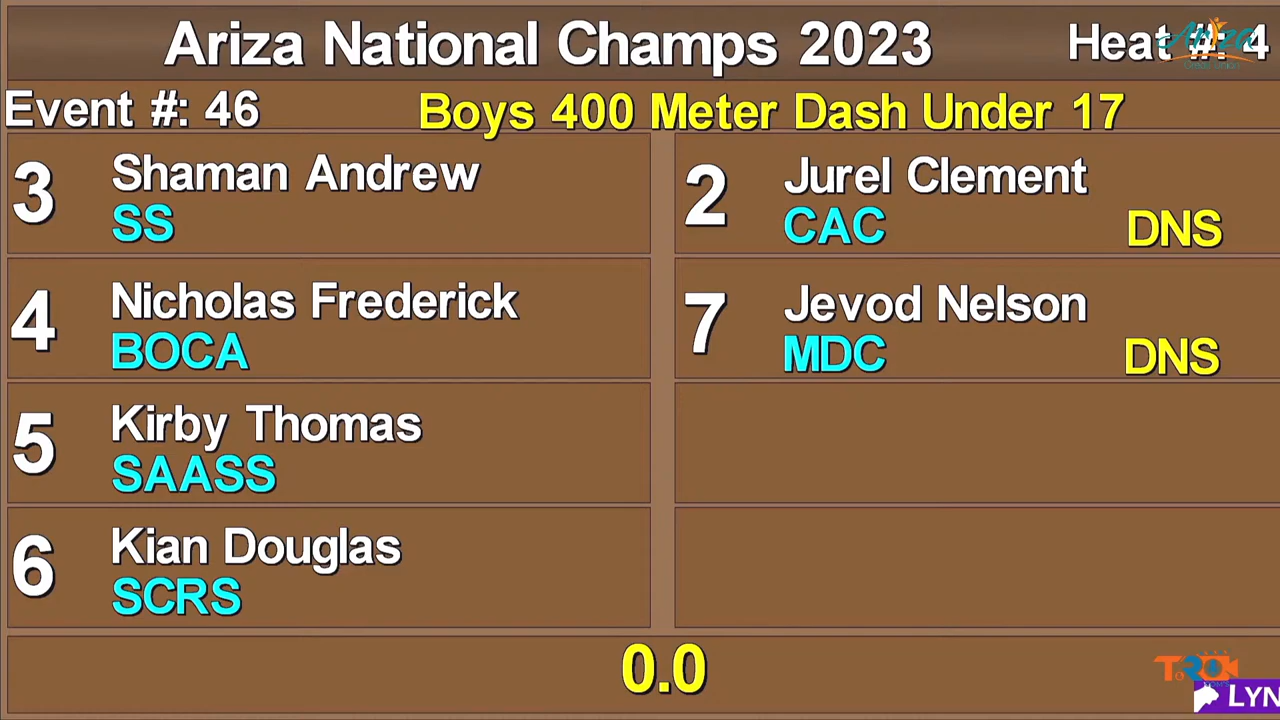 Ariza National Champs 2023
Heat #: 4
Ariza
Event #: 46
Boys 400 Meter Dash Under 17
3 Shaman Andrew
SS
4 Nicholas Frederick
BOCA
5 Kirby Thomas
SAASS
6 Kian Douglas
SCRS
2 Jurel Clement
CAC DNS
7 Jevod Nelson
MDC DNS
0.0
LYN